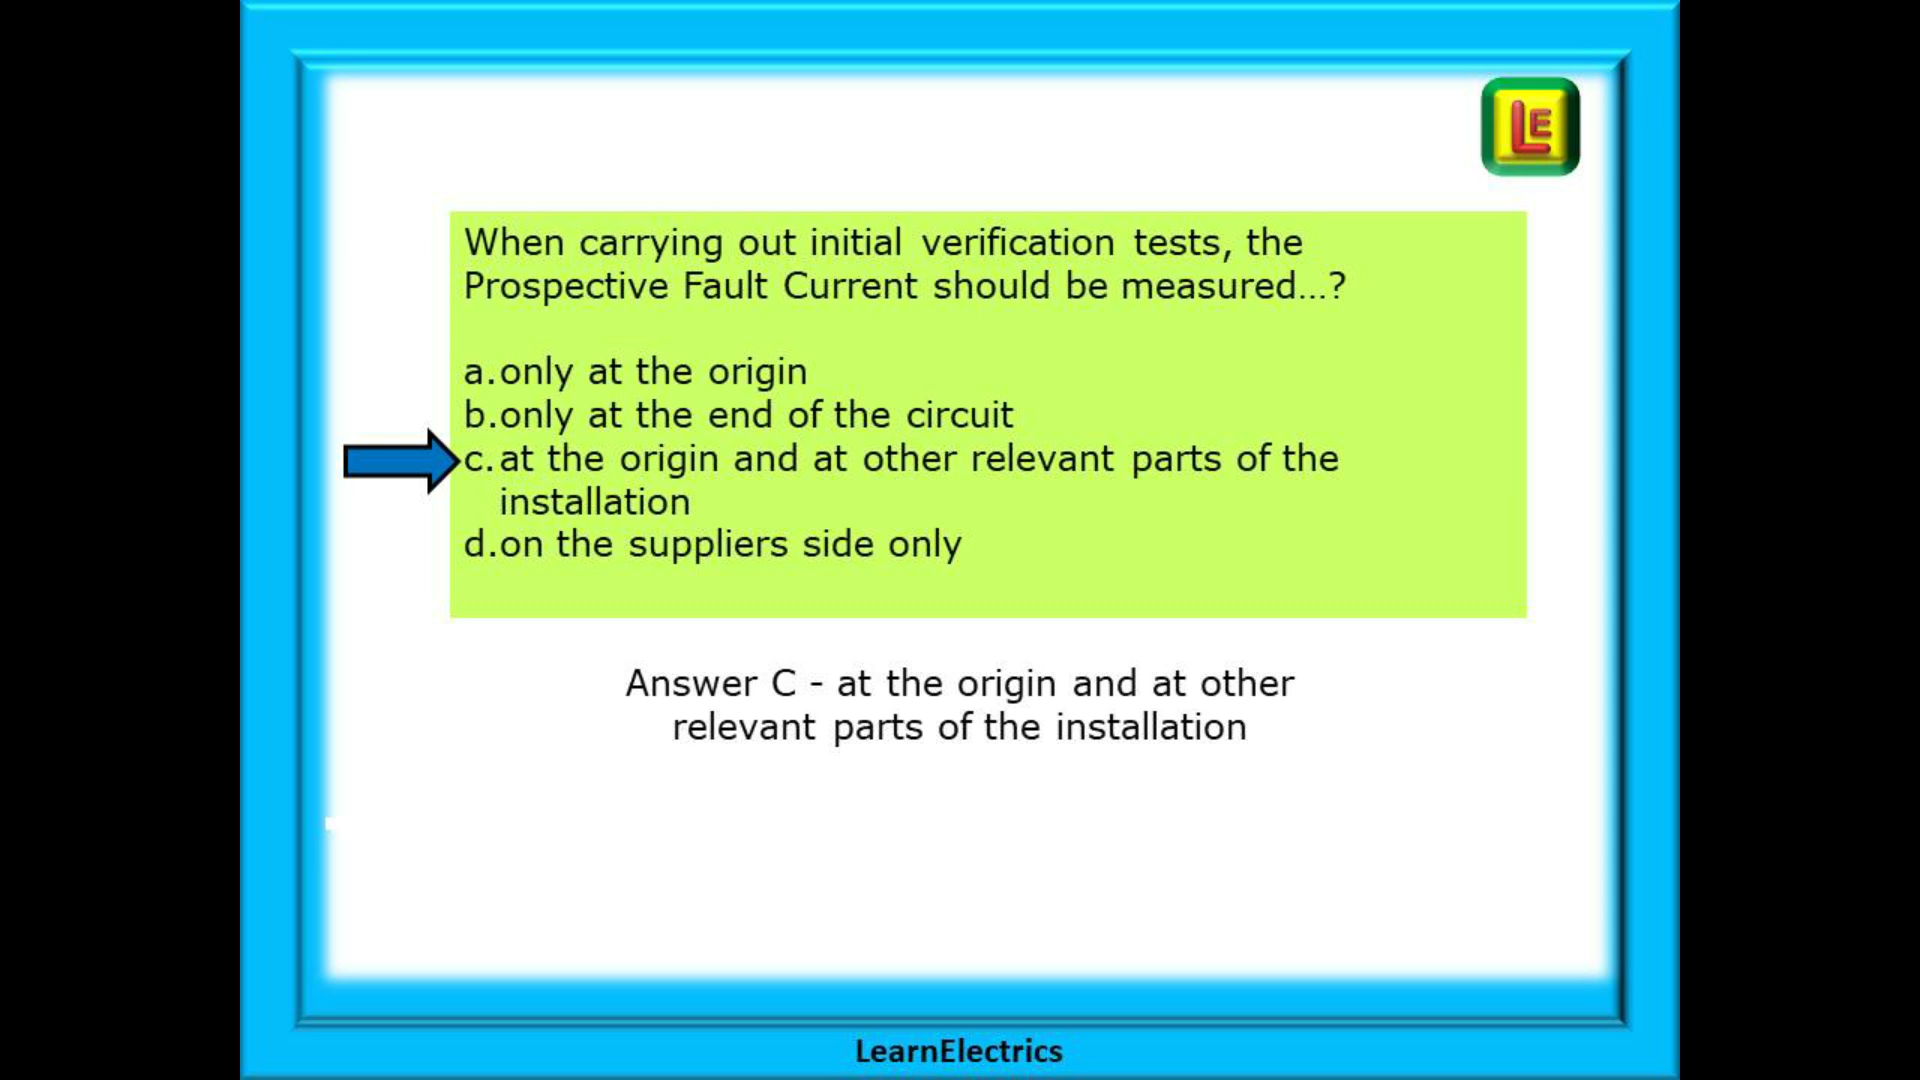 LE
When carrying out initial verification tests, the
Prospective Fault Current should be measured...?
a.only at the origin
b.only at the end of the circuit
c.at the origin and at other relevant parts of the
installation
d.on the suppliers side only
Answer C - at the origin and at other
relevant parts of the installation
LearnElectrics